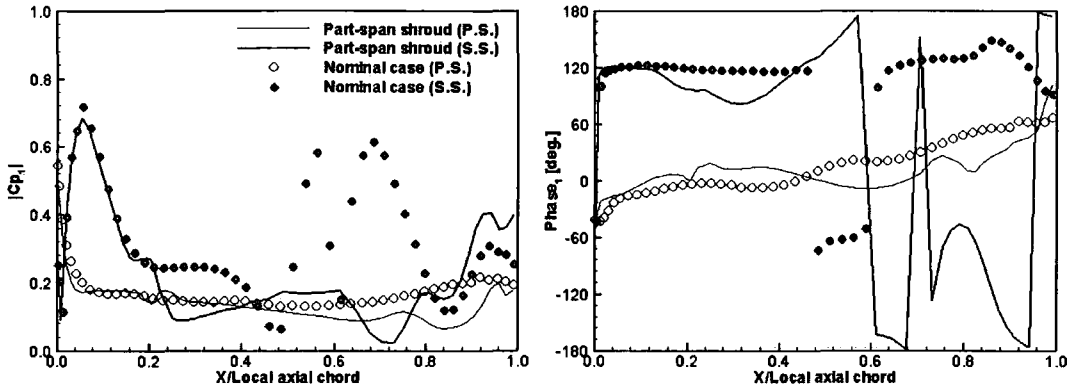 1.0
0.8
0.6
0.4
0.2
0.0
|Cp₁|
Part-span shroud (P.S.)
Part-span shroud (S.S.)
Nominal case (P.S.)
Nominal case (S.S.)
0.0 0.2 0.4 0.6 0.8 1.0
X/Local axial chord
180
120
60
0
-60
-120
-180
Phase₁ [deg.]
0.0 0.2 0.4 0.6 0.8 1.0
X/Local axial chord